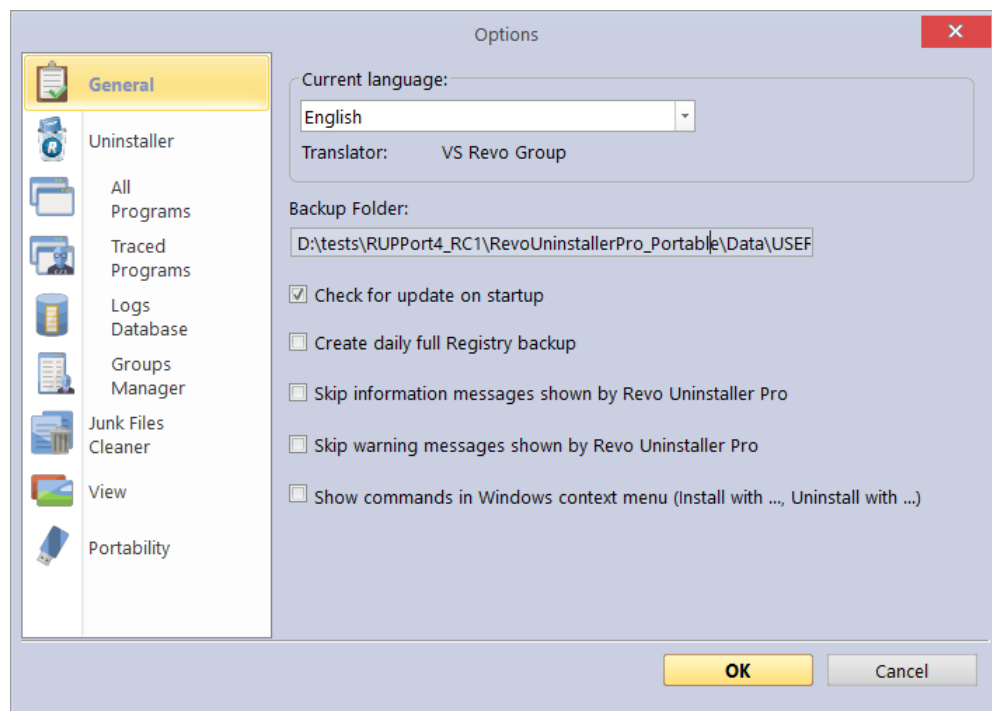 Options
General
Uninstaller
All
Programs
Traced
Programs
Logs
Database
Groups
Manager
Junk Files
Cleaner
View
Portability
Current language:
English
Translator: VS Revo Group
Backup Folder:
D:\tests\RUPPort4_RC1\RevoUninstallerPro_Portable\Data\USEF
Check for update on startup
Create daily full Registry backup
Skip information messages shown by Revo Uninstaller Pro
Skip warning messages shown by Revo Uninstaller Pro
Show commands in Windows context menu (Install with ..., Uninstall with ...)
OK Cancel